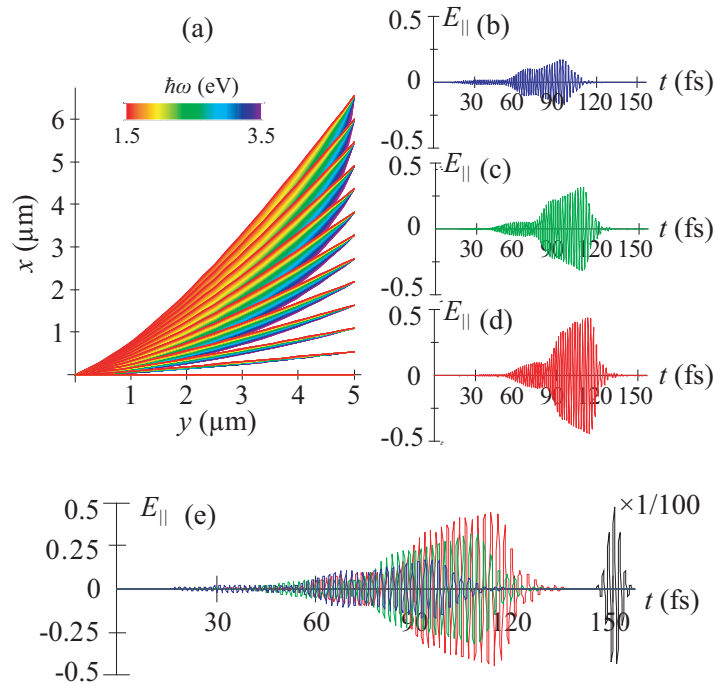 (a)
ħω (eV)
1.5 3.5
6
5
4
3
2
1
x (μm)
1 2 3 4 5
y (μm)
0.5 E|| (b)
0
30 60 90 120 150 t (fs)
-0.5
0.5 E|| (c)
0
30 60 90 120 150 t (fs)
-0.5
0.5 E|| (d)
0
30 60 90 120 150 t (fs)
-0.5
0.5 E|| (e) ×1/100
0.25
0
30 60 90 120 150 t (fs)
-0.25
-0.5